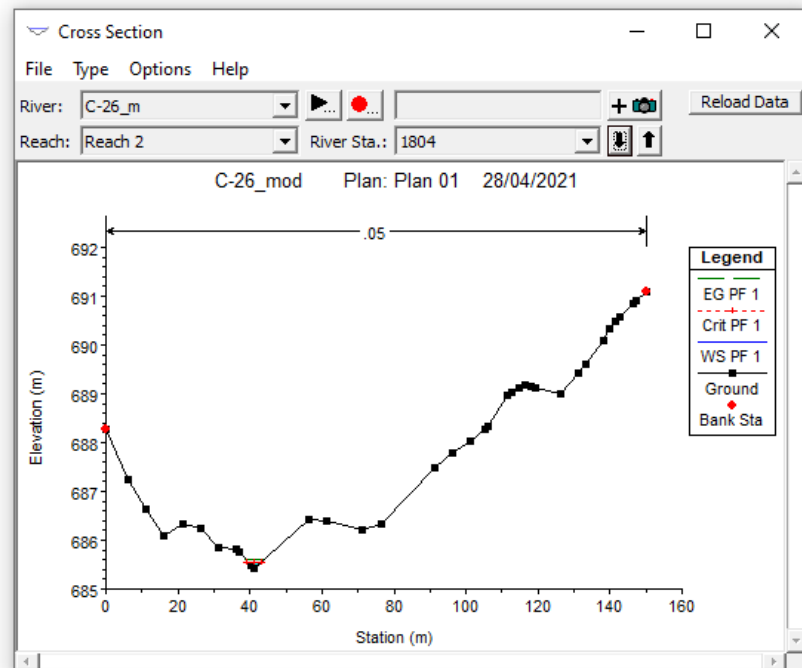 Cross Section
File Type Options Help
River: C-26_m
Reload Data
Reach: Reach 2 River Sta.: 1804
C-26_mod Plan: Plan 01 28/04/2021
.05
692
691
690
689
688
687
686
685
Elevation (m)
0 20 40 60 80 100 120 140 160
Station (m)
Legend
EG PF 1
Crit PF 1
WS PF 1
Ground
Bank Sta